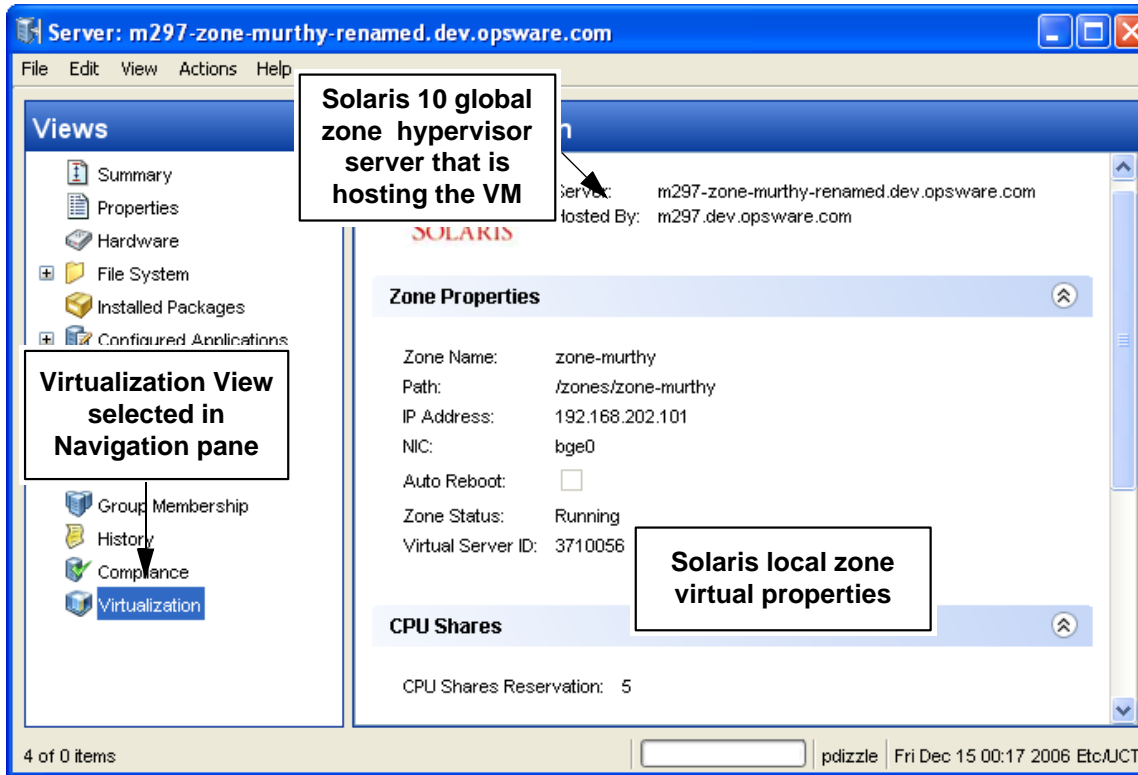 Server: m297-zone-murthy-renamed.dev.opsware.com
File Edit View Actions Help
Solaris 10 global
zone hypervisor
server that is
hosting the VM
Views
Summary
Properties
Hardware
File System
Installed Packages
Configured Applications
Virtualization View
selected in
Navigation pane
Group Membership
History
Compliance
Virtualization
SOLARIS
Server: m297-zone-murthy-renamed.dev.opsware.com
Hosted By: m297.dev.opsware.com
Zone Properties
Zone Name: zone-murthy
Path: /zones/zone-murthy
IP Address: 192.168.202.101
NIC: bge0
Auto Reboot:
Zone Status: Running
Virtual Server ID: 3710056
Solaris local zone
virtual properties
CPU Shares
CPU Shares Reservation: 5
4 of 0 items
pdizzle Fri Dec 15 00:17 2006 Etc/UCT